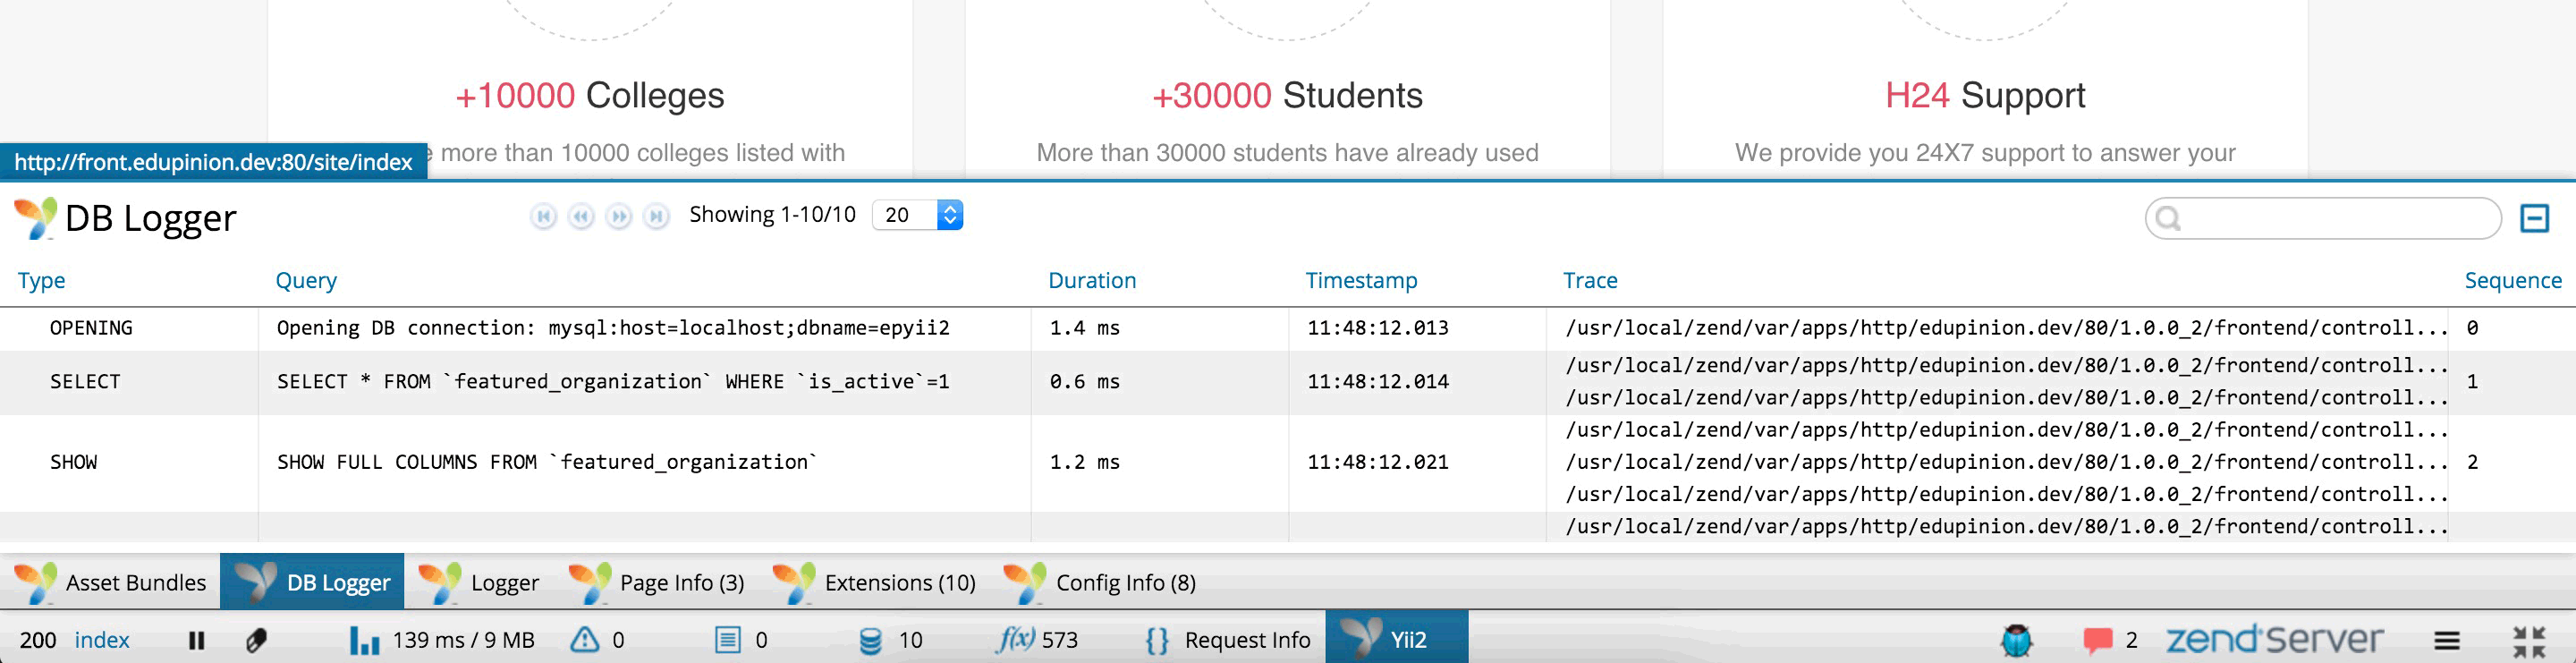 +10000 Colleges
+30000 Students
H24 Support
more than 10000 colleges listed with
More than 30000 students have already used
We provide you 24X7 support to answer your
http://front.edupinion.dev:80/site/index
DB Logger
Showing 1-10/10
20
Type Query Duration Timestamp Trace Sequence
OPENING Opening DB connection: mysql:host=localhost;dbname=epyii2 1.4 ms 11:48:12.013 /usr/local/zend/var/apps/http/edupinion.dev/80/1.0.0_2/frontend/controll... 0
/usr/local/zend/var/apps/http/edupinion.dev/80/1.0.0_2/frontend/controll...
SELECT SELECT * FROM `featured_organization` WHERE `is_active`=1 0.6 ms 11:48:12.014 1
/usr/local/zend/var/apps/http/edupinion.dev/80/1.0.0_2/frontend/controll...
/usr/local/zend/var/apps/http/edupinion.dev/80/1.0.0_2/frontend/controll...
SHOW SHOW FULL COLUMNS FROM `featured_organization` 1.2 ms 11:48:12.021 /usr/local/zend/var/apps/http/edupinion.dev/80/1.0.0_2/frontend/controll... 2
/usr/local/zend/var/apps/http/edupinion.dev/80/1.0.0_2/frontend/controll...
/usr/local/zend/var/apps/http/edupinion.dev/80/1.0.0_2/frontend/controll...
Asset Bundles DB Logger Logger Page Info (3) Extensions (10) Config Info (8)
200 index 139 ms / 9 MB 0 0 10 f(x) 573 {} Request Info Yii2 2 zend Server